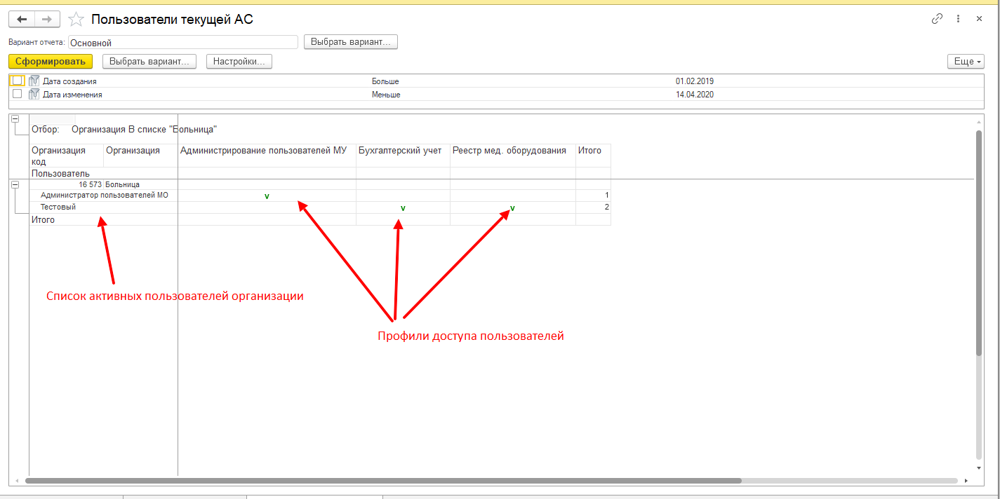 Пользователи текущей АС
Вариант отчета: Основной Выбрать вариант...
Сформировать Выбрать вариант... Настройки... Еще
Дата создания Больше 01.02.2019
Дата изменения Меньше 14.04.2020
Отбор: Организация В списке "Больница"
Организация код Организация Администрирование пользователей МУ Бухгалтерский учет Реестр мед. оборудования Итого
Пользователь
16 573 Больница
Администратор пользователей МО v 1
Тестовый v v 2
Итого
Список активных пользователей организации
Профили доступа пользователей